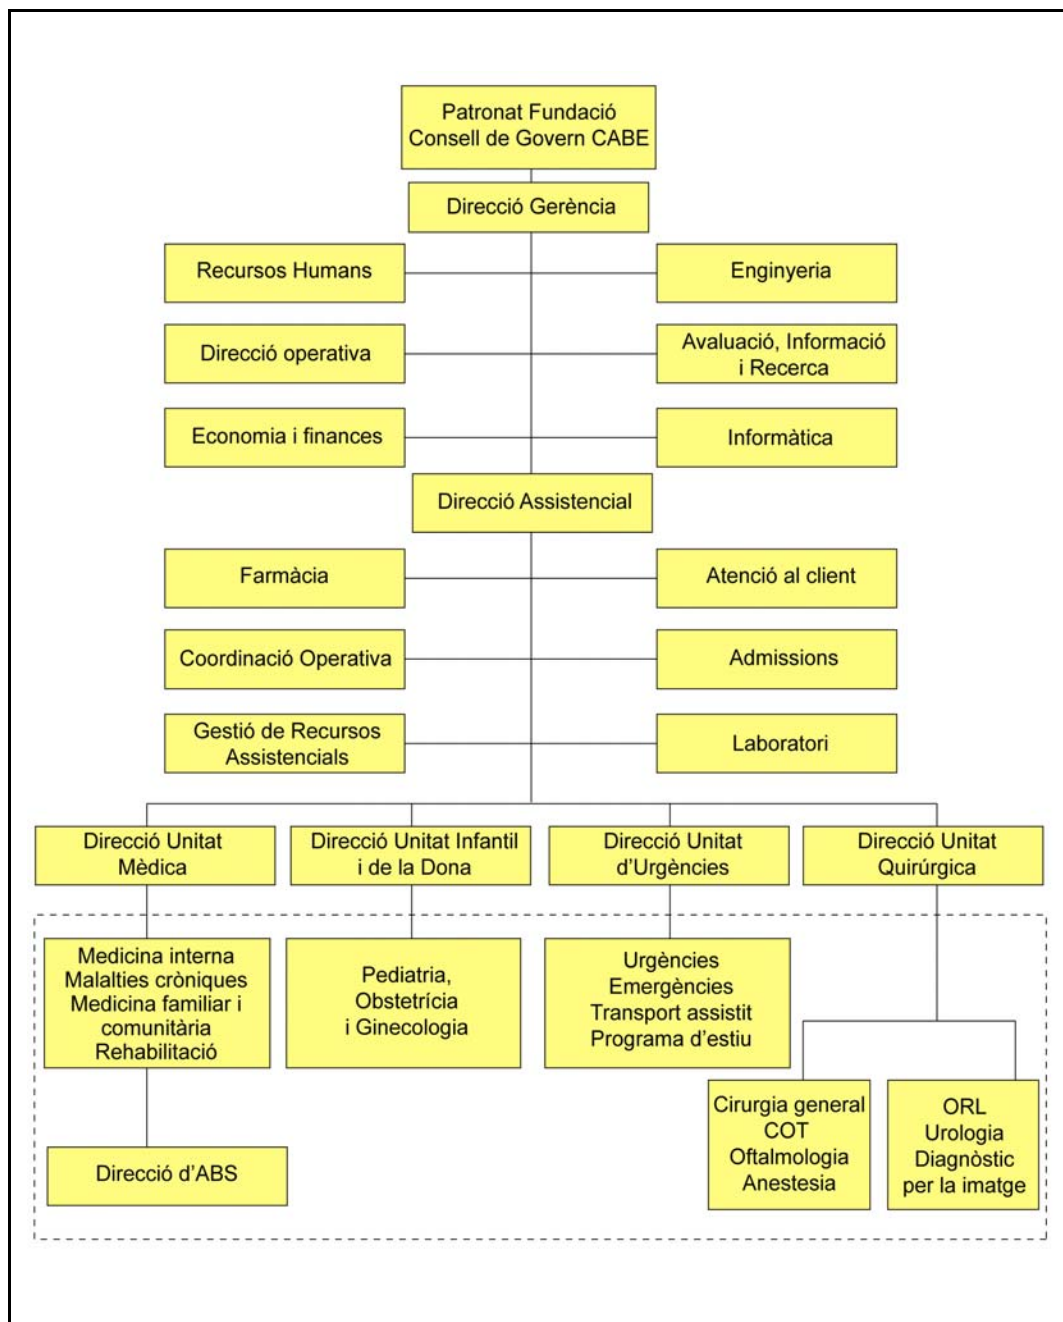 Patronat Fundació
Consell de Govern CABE
Direcció Gerència
Recursos Humans
Enginyeria
Direcció operativa
Avaluació, Informació
i Recerca
Economia i finances
Informàtica
Direcció Assistencial
Farmàcia
Atenció al client
Coordinació Operativa
Admissions
Gestió de Recursos
Assistencials
Laboratori
Direcció Unitat
Mèdica
Direcció Unitat Infantil
i de la Dona
Direcció Unitat
d’Urgències
Direcció Unitat
Quirúrgica
Medicina interna
Malalties cròniques
Medicina familiar i
comunitària
Rehabilitació
Pediatria,
Obstetrícia
i Ginecologia
Urgències
Emergències
Transport assistit
Programa d’estiu
Cirurgia general
COT
Oftalmologia
Anestesia
ORL
Urologia
Diagnòstic
per la imatge
Direcció d’ABS